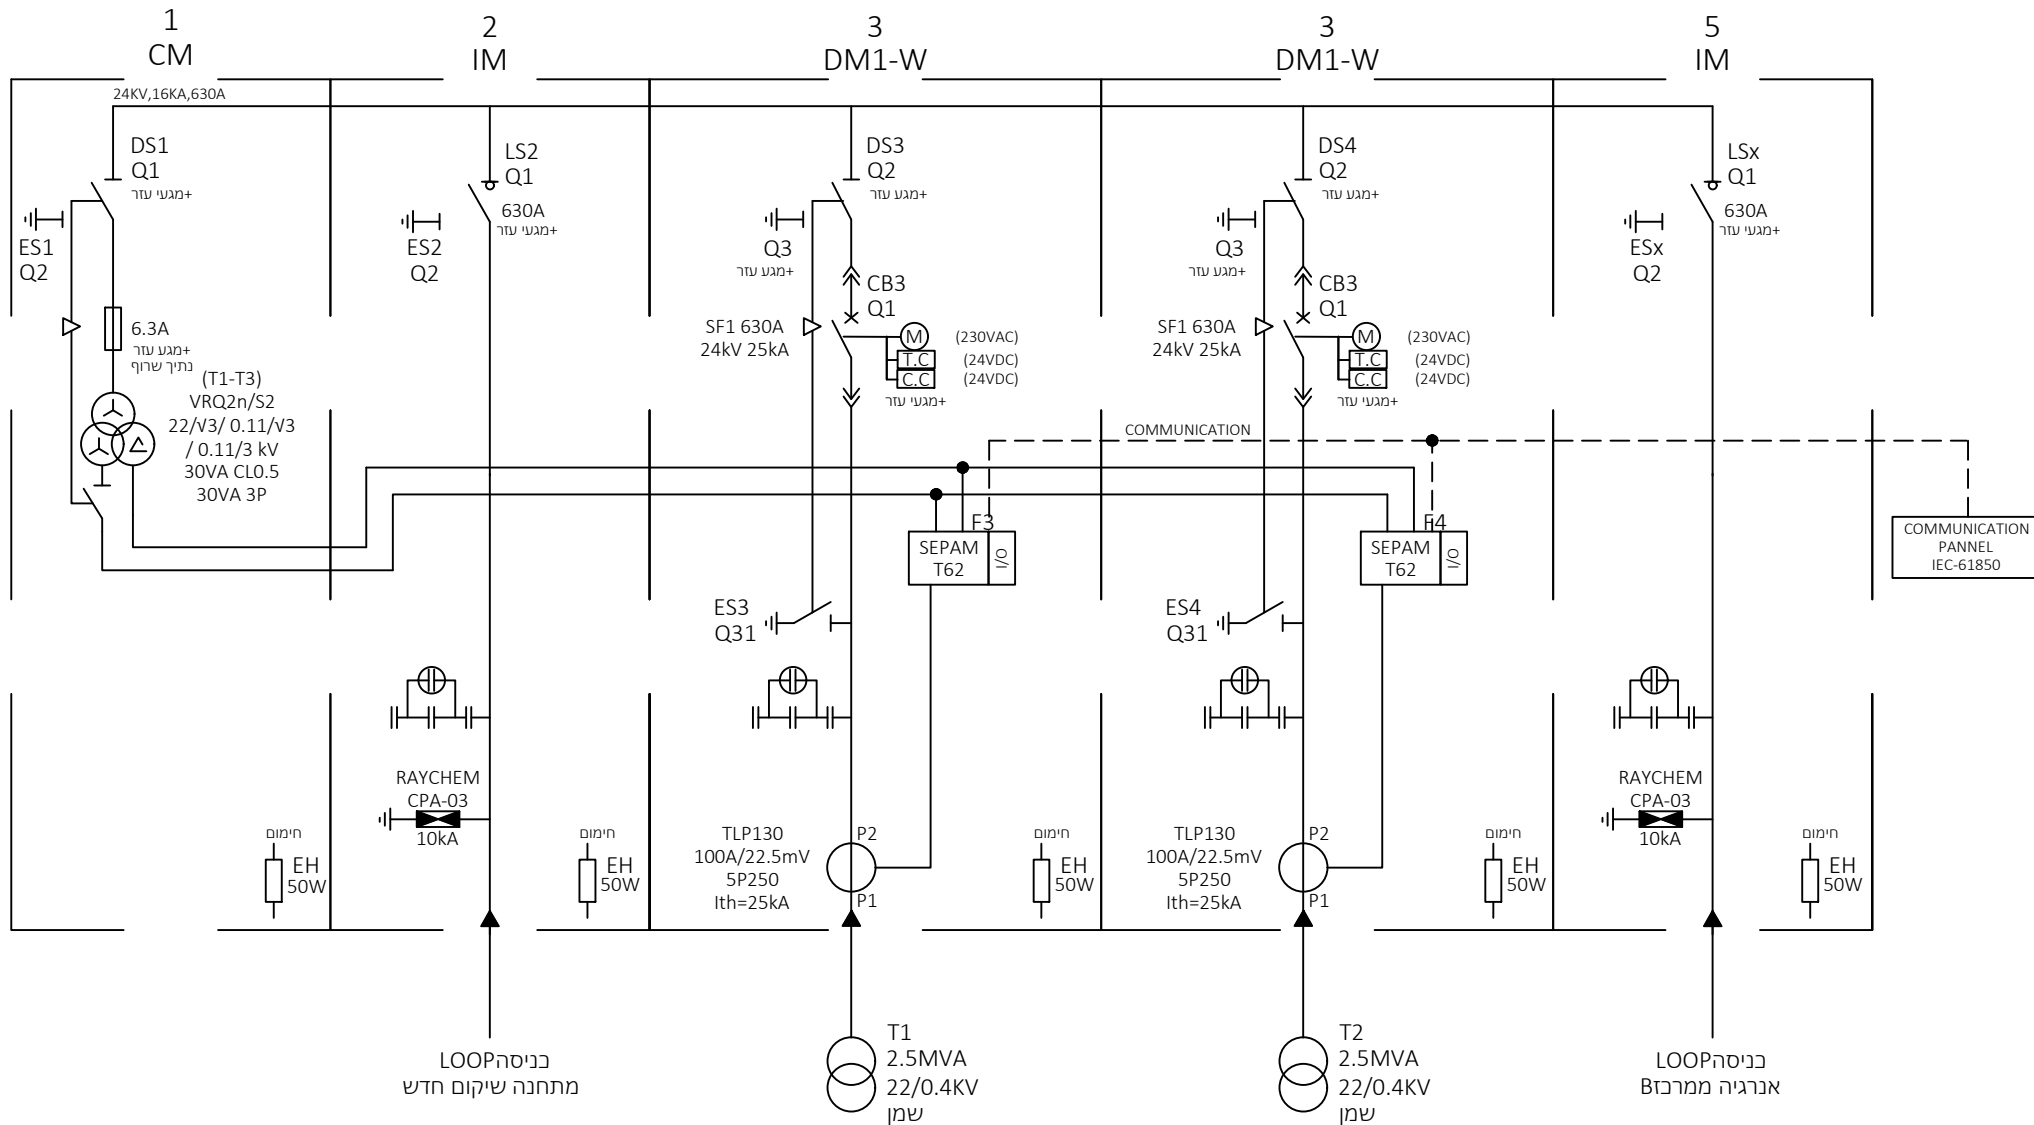 1
CM
2
IM
3
DM1-W
3
DM1-W
5
IM
24KV,16KA,630A
DS1
Q1
+מגעי עזר
ES1
Q2
6.3A
+מגע עזר
נתיך שרוף
(T1-T3)
VRQ2n/S2
22/√3/ 0.11/√3
/ 0.11/3 kV
30VA CL0.5
30VA 3P
חימום
EH
50W
LS2
Q1
630A
+מגעי עזר
ES2
Q2
RAYCHEM
CPA-03
10kA
חימום
EH
50W
כניסהLOOP
מתחנה שיקום חדש
DS3
Q2
+מגע עזר
Q3
+מגע עזר
CB3
Q1
SF1 630A
24kV 25kA
M
(230VAC)
T.C
(24VDC)
C.C
(24VDC)
+מגעי עזר
COMMUNICATION
F3
SEPAM
T62
I/O
ES3
Q31
TLP130
100A/22.5mV
5P250
Ith=25kA
P2
P1
חימום
EH
50W
T1
2.5MVA
22/0.4KV
שמן
DS4
Q2
+מגע עזר
Q3
+מגע עזר
CB3
Q1
SF1 630A
24kV 25kA
M
(230VAC)
T.C
(24VDC)
C.C
(24VDC)
+מגעי עזר
F4
SEPAM
T62
I/O
ES4
Q31
TLP130
100A/22.5mV
5P250
Ith=25kA
P2
P1
חימום
EH
50W
T2
2.5MVA
22/0.4KV
שמן
LSx
Q1
630A
+מגעי עזר
ESx
Q2
RAYCHEM
CPA-03
10kA
חימום
EH
50W
כניסהLOOP
אנרגיה ממרכזB
COMMUNICATION
PANNEL
IEC-61850